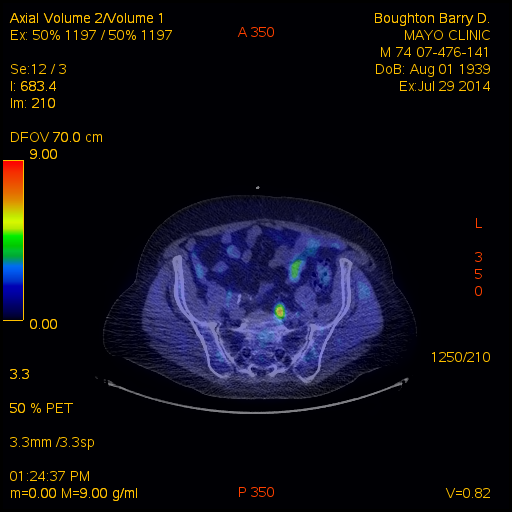 Axial Volume 2/Volume 1
Ex: 50% 1197 / 50% 1197
Se:12 / 3
I: 683.4
Im: 210
DFOV 70.0 cm
9.00
0.00
3.3
50 % PET
3.3mm /3.3sp
01:24:37 PM
m=0.00 M=9.00 g/ml
A 350
P 350
Boughton Barry D.
MAYO CLINIC
M 74 07-476-141
DoB: Aug 01 1939
Ex:Jul 29 2014
L
3
5
0
1250/210
V=0.82